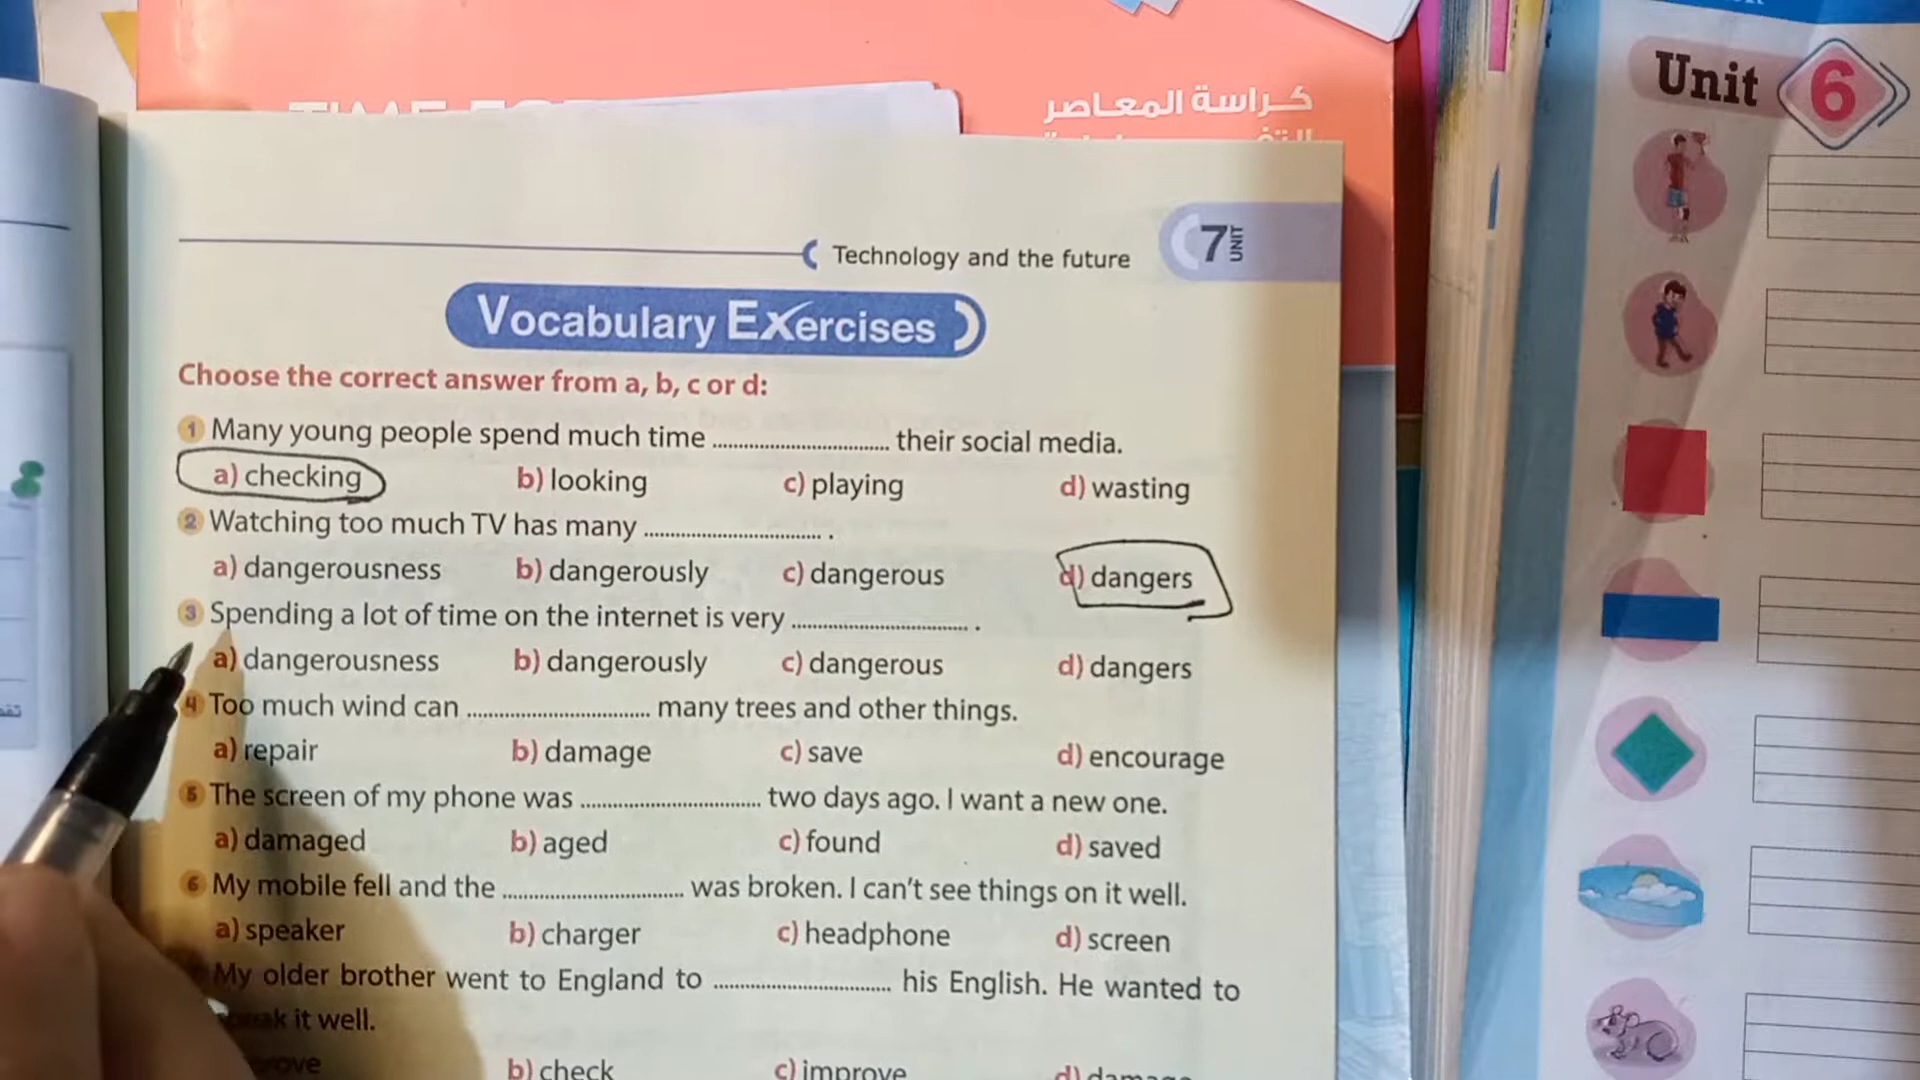 كراسة المعاصر
Unit 6
Technology and the future
7 UNIT
Vocabulary Exercises
Choose the correct answer from a, b, c or d:
1 Many young people spend much time .............................. their social media.
a) checking b) looking c) playing d) wasting
2 Watching too much TV has many .............................. .
a) dangerousness b) dangerously c) dangerous d) dangers
3 Spending a lot of time on the internet is very .............................. .
a) dangerousness b) dangerously c) dangerous d) dangers
4 Too much wind can .............................. many trees and other things.
a) repair b) damage c) save d) encourage
5 The screen of my phone was .............................. two days ago. I want a new one.
a) damaged b) aged c) found d) saved
6 My mobile fell and the .............................. was broken. I can't see things on it well.
a) speaker b) charger c) headphone d) screen
My older brother went to England to .............................. his English. He wanted to
it well.
b) check c) improve d)